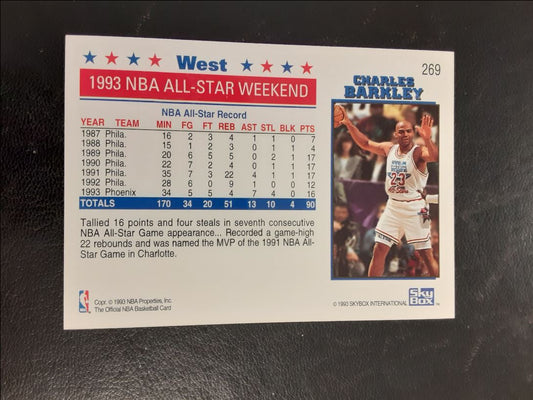 ★ ★ ★ ★ West ★ ★ ★ ★
269
1993 NBA ALL-STAR WEEKEND
CHARLES
BARKLEY
NBA All-Star Record
YEAR TEAM MIN FG FT REB AST STL BLK PTS
1987 Phila. 16 2 3 4 1 1 0 7
1988 Phila. 15 1 2 3 0 1 1 4
1989 Phila. 20 6 5 5 0 2 1 17
1990 Phila. 22 7 2 4 0 1 1 17
1991 Phila. 35 7 3 22 4 1 1 17
1992 Phila. 28 6 0 9 1 0 0 12
1993 Phoenix 34 5 5 4 7 4 0 16
TOTALS 170 34 20 51 13 10 4 90
Tallied 16 points and four steals in seventh consecutive
NBA All-Star Game appearance... Recorded a game-high
22 rebounds and was named the MVP of the 1991 NBA All-
Star Game in Charlotte.
23
NBA
Copr. © 1993 NBA Properties, Inc.
The Official NBA Basketball Card
© 1993 SKYBOX INTERNATIONAL
Sky
Box
™